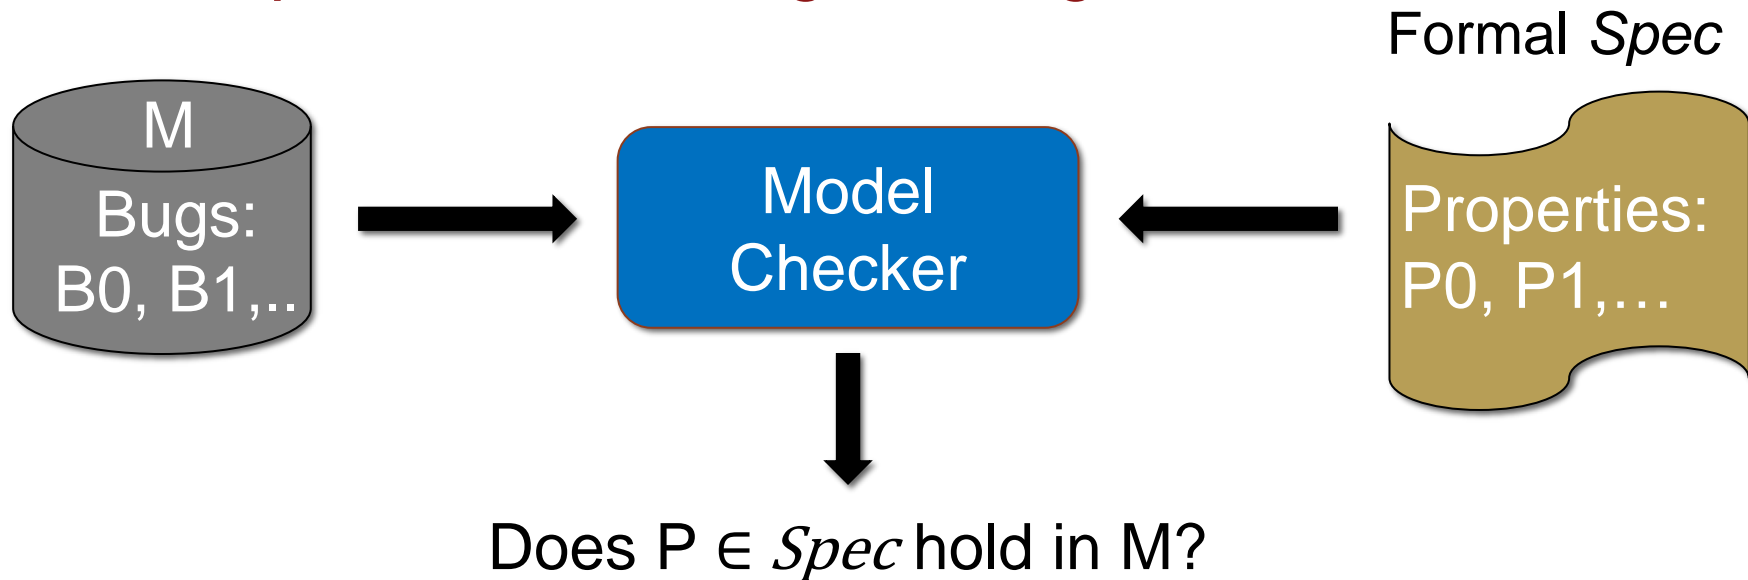 Formal Spec
M
Bugs:
B0, B1,..
Model
Checker
Properties:
P0, P1,…
Does P ∈ Spec hold in M?